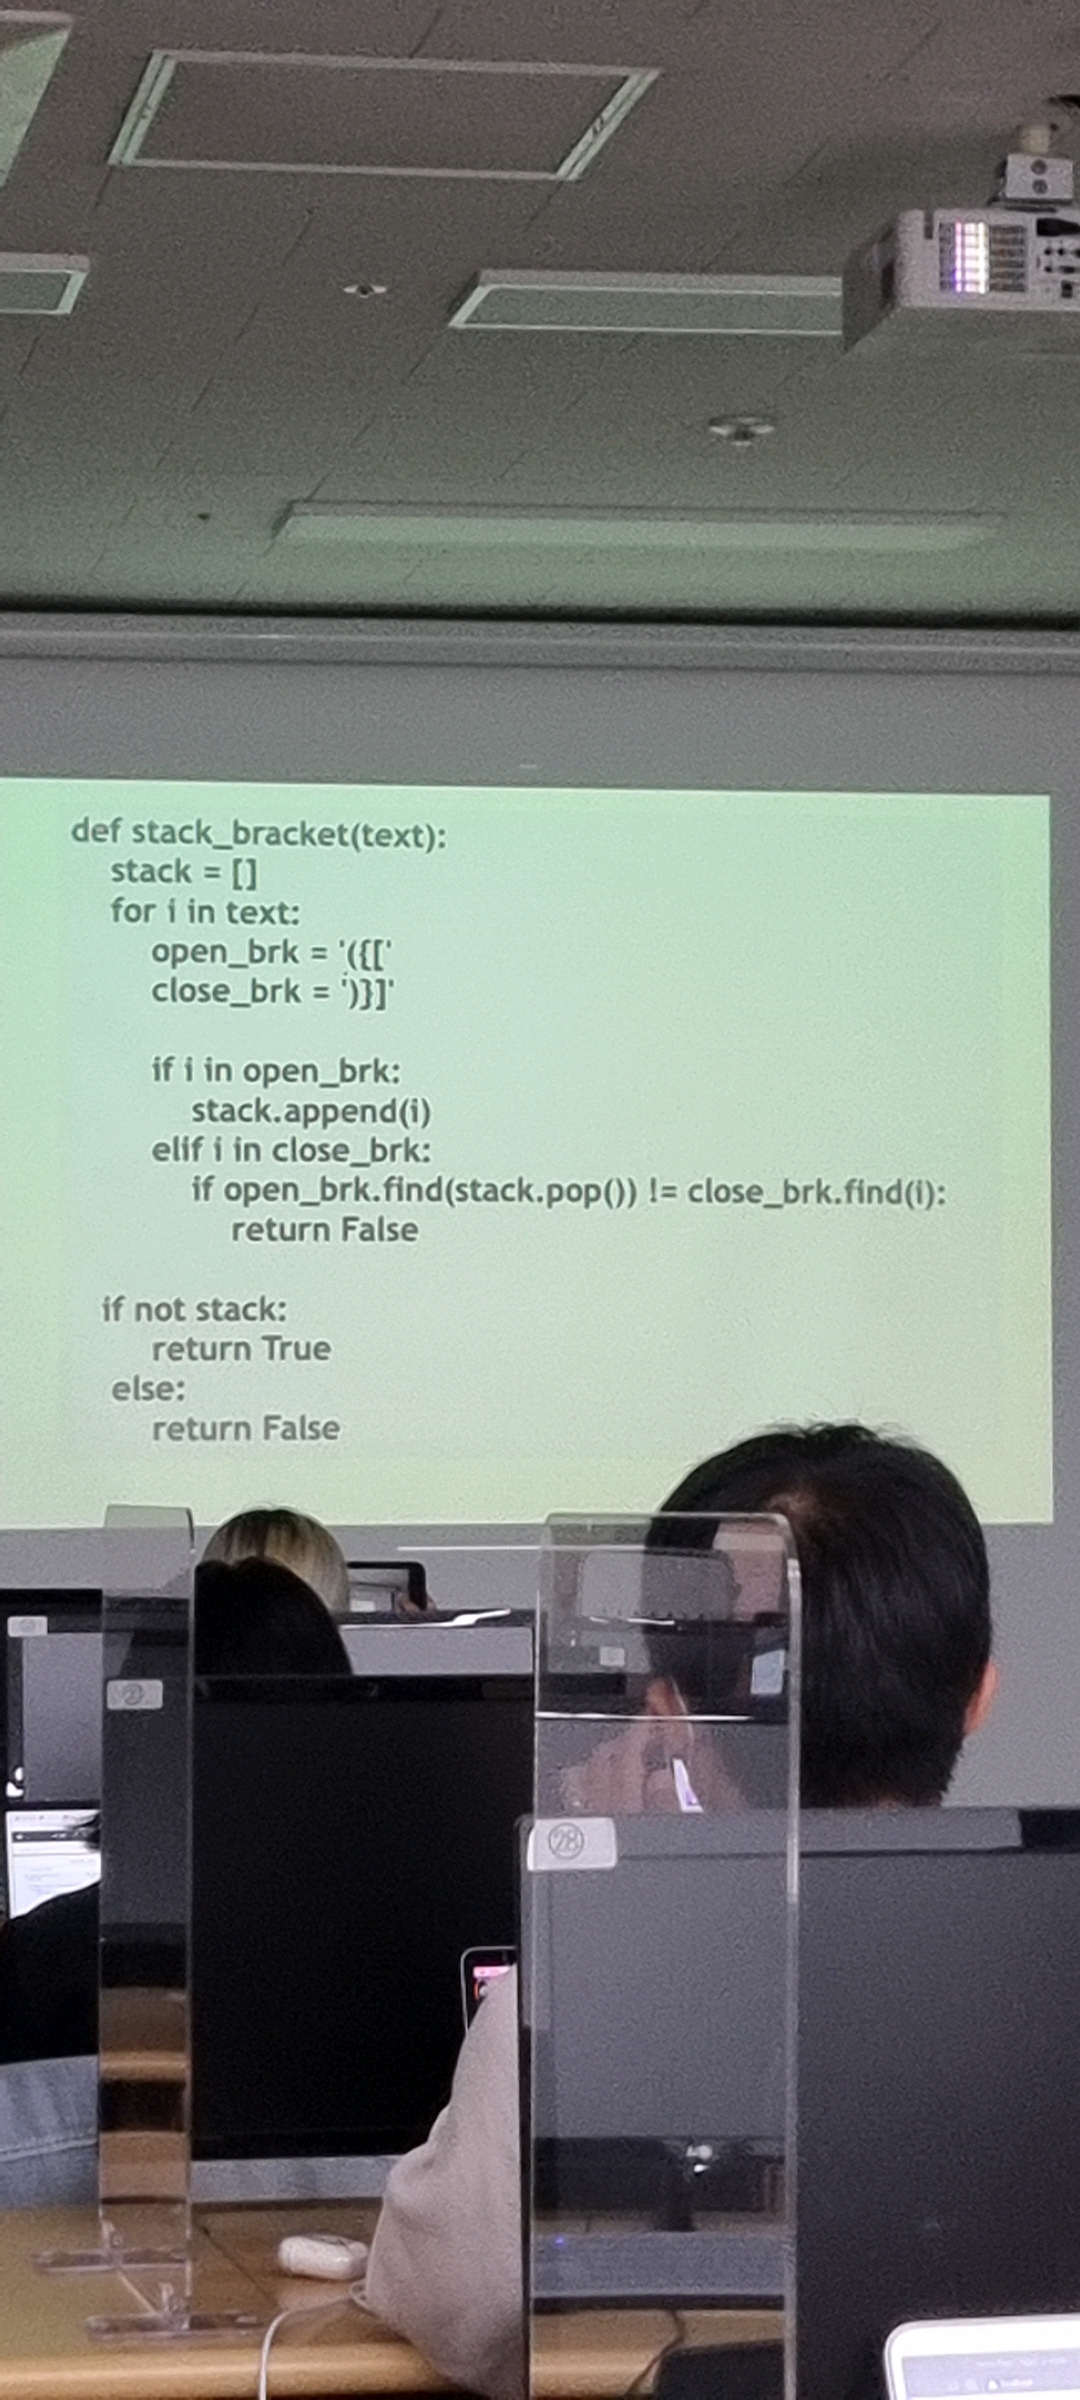 def stack_bracket(text):
stack = []
for i in text:
open_brk = '({['
close_brk = ')}]'
if i in open_brk:
stack.append(i)
elif i in close_brk:
if open_brk.find(stack.pop()) != close_brk.find(i):
return False
if not stack:
return True
else:
return False
28